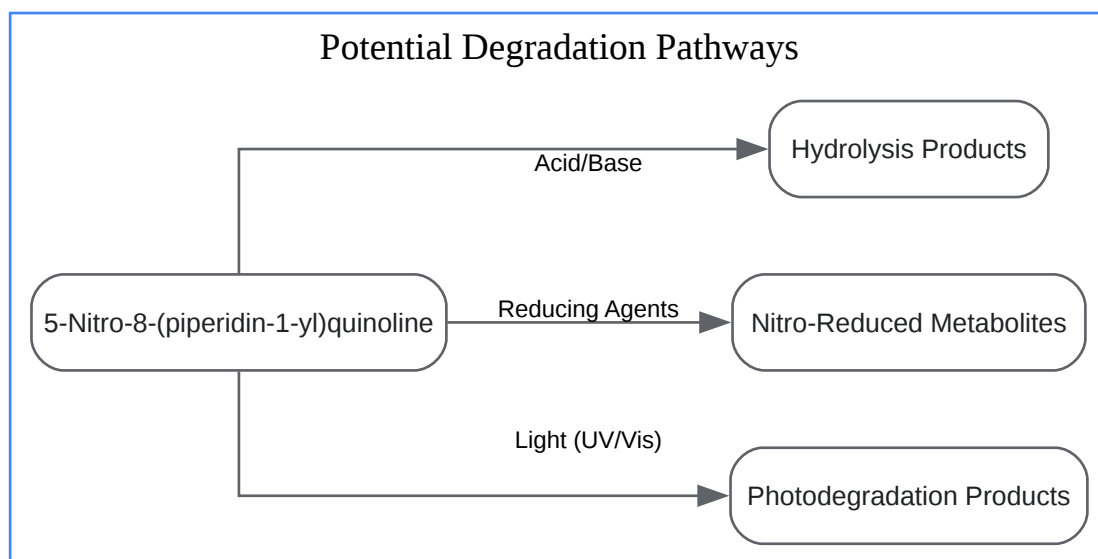 Potential Degradation Pathways
Hydrolysis Products
Acid/Base
5-Nitro-8-(piperidin-1-yl)quinoline
Reducing Agents
Nitro-Reduced Metabolites
Light (UV/Vis)
Photodegradation Products